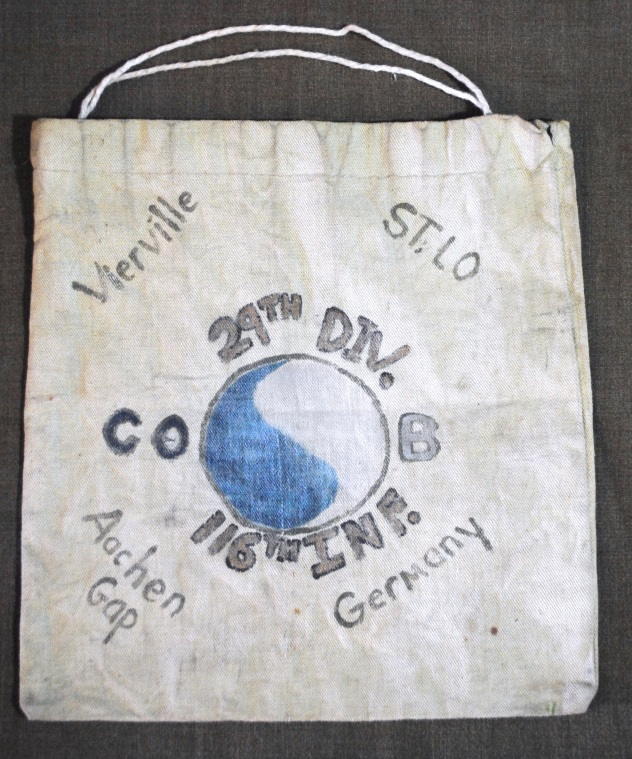 Vierville
ST. LO
29TH DIV.
CO B
116TH INF.
Aachen
Gap
Germany